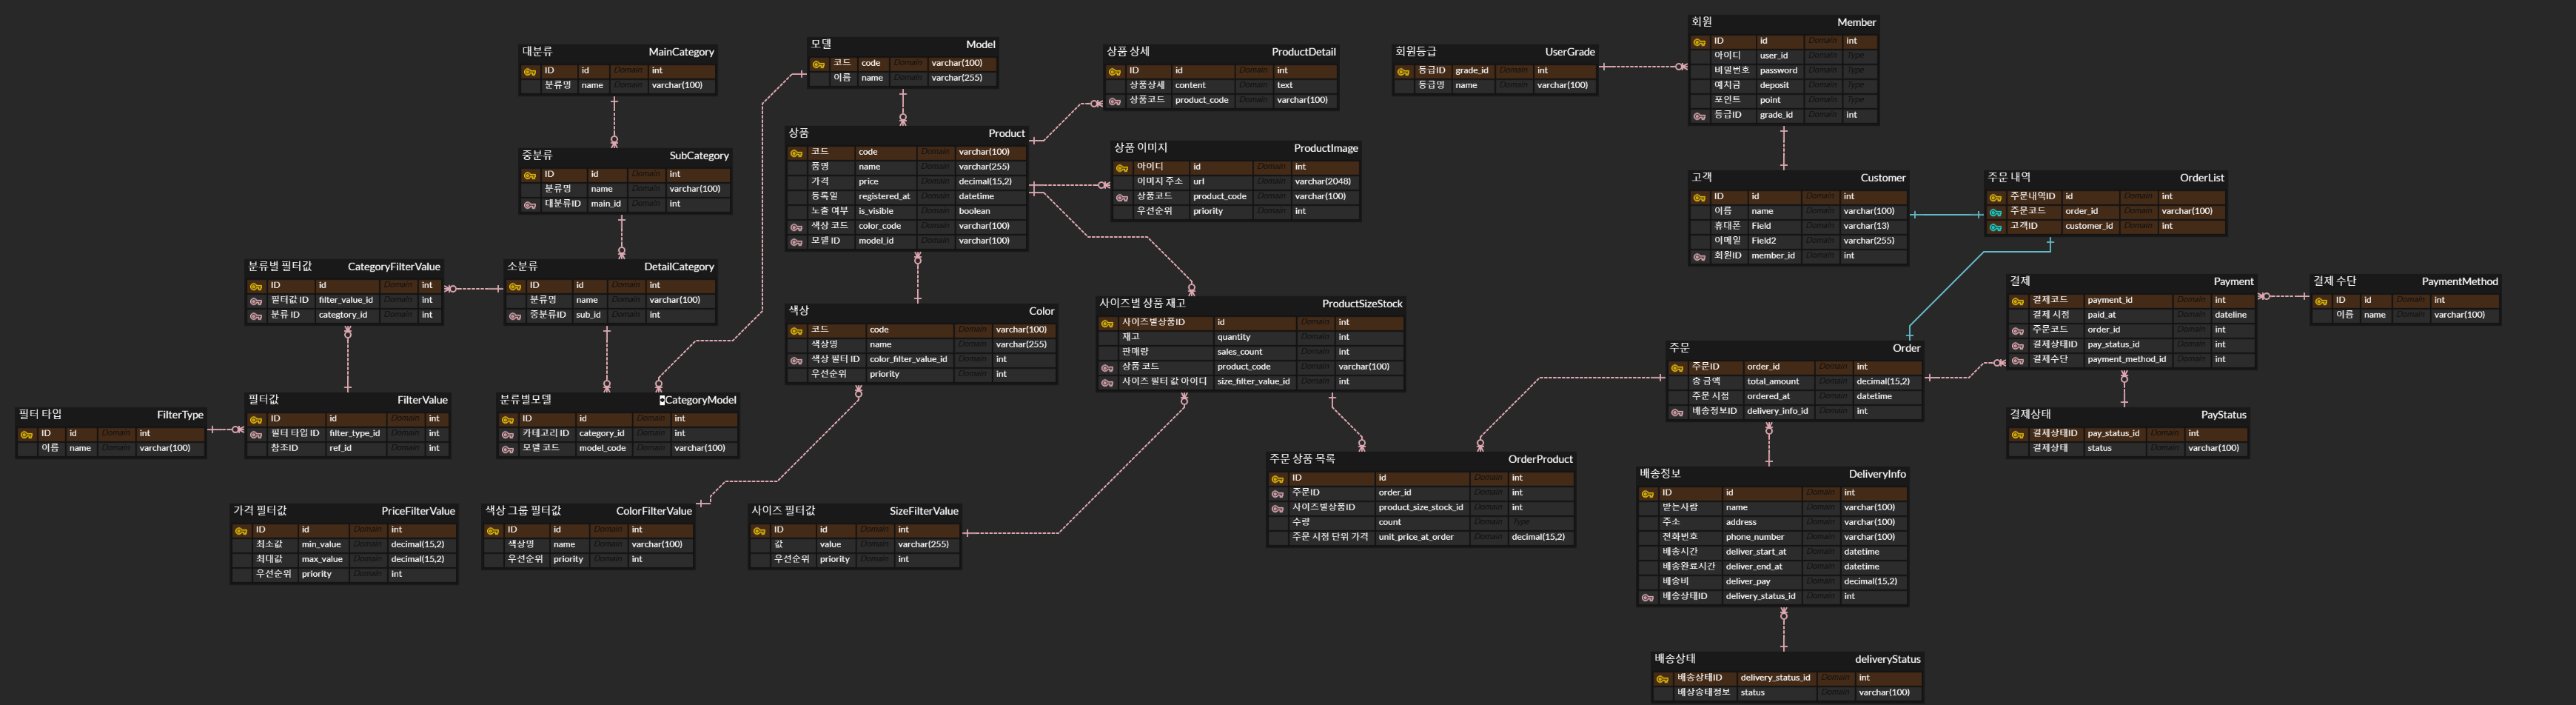 대분류 MainCategory
ID id Domain int
분류명 name Domain varchar(100)
중분류 SubCategory
ID id Domain int
분류명 name Domain varchar(100)
대분류ID main_id Domain int
분류별 필터값 CategoryFilterValue
ID id Domain int
필터값 ID filter_value_id Domain int
분류 ID categtory_id Domain int
소분류 DetailCategory
ID id Domain int
분류명 name Domain varchar(100)
중분류ID sub_id Domain int
필터 타입 FilterType
ID id Domain int
이름 name Domain varchar(100)
필터값 FilterValue
ID id Domain int
필터 타입 ID filter_type_id Domain int
참조ID ref_id Domain int
분류별모델 CategoryModel
ID id Domain int
카테고리 ID category_id Domain int
모델 코드 model_code Domain varchar(100)
가격 필터값 PriceFilterValue
ID id Domain int
최소값 min_value Domain decimal(15,2)
최대값 max_value Domain decimal(15,2)
우선순위 priority Domain int
색상 그룹 필터값 ColorFilterValue
ID id Domain int
색상명 name Domain varchar(100)
우선순위 priority Domain int
사이즈 필터값 SizeFilterValue
ID id Domain int
값 value Domain varchar(255)
우선순위 priority Domain int
모델 Model
코드 code Domain varchar(100)
이름 name Domain varchar(255)
상품 Product
코드 code Domain varchar(100)
품명 name Domain varchar(255)
가격 price Domain decimal(15,2)
등록일 registered_at Domain datetime
노출 여부 is_visible Domain boolean
색상 코드 color_code Domain varchar(100)
모델 ID model_id Domain varchar(100)
색상 Color
코드 code Domain varchar(100)
색상명 name Domain varchar(255)
색상 필터 ID color_filter_value_id Domain int
우선순위 priority Domain int
상품 상세 ProductDetail
ID id Domain int
상품상세 content Domain text
상품코드 product_code Domain varchar(100)
상품 이미지 ProductImage
아이디 id Domain int
이미지 주소 url Domain varchar(2048)
상품코드 product_code Domain varchar(100)
우선순위 priority Domain int
사이즈별 상품 재고 ProductSizeStock
사이즈별상품ID id Domain int
재고 quantity Domain int
판매량 sales_count Domain int
상품 코드 product_code Domain varchar(100)
사이즈 필터 값 아이디 size_filter_value_id Domain int
주문 상품 목록 OrderProduct
ID id Domain int
주문ID order_id Domain int
사이즈별상품ID product_size_stock_id Domain int
수량 count Domain Type
주문 시점 단위 가격 unit_price_at_order Domain decimal(15,2)
회원등급 UserGrade
등급ID grade_id Domain int
등급명 name Domain varchar(100)
회원 Member
ID id Domain int
아이디 user_id Domain Type
비밀번호 password Domain Type
예치금 deposit Domain Type
포인트 point Domain Type
등급ID grade_id Domain int
고객 Customer
ID id Domain int
이름 name Domain varchar(100)
휴대폰 Field Domain varchar(13)
이메일 Field2 Domain varchar(255)
회원ID member_id Domain int
주문 내역 OrderList
주문내역ID id Domain int
주문코드 order_id Domain varchar(100)
고객ID customer_id Domain int
결제 Payment
결제코드 payment_id Domain int
결제 시점 paid_at Domain dateline
주문코드 order_id Domain int
결제상태ID pay_status_id Domain int
결제수단 payment_method_id Domain int
결제 수단 PaymentMethod
ID id Domain int
이름 name Domain varchar(100)
주문 Order
주문ID order_id Domain int
총 금액 total_amount Domain decimal(15,2)
주문 시점 ordered_at Domain datetime
배송정보ID delivery_info_id Domain int
결제상태 PayStatus
결제상태ID pay_status_id Domain int
결제상태 status Domain varchar(100)
배송정보 DeliveryInfo
ID id Domain int
받는사람 name Domain varchar(100)
주소 address Domain varchar(100)
전화번호 phone_number Domain varchar(100)
배송시간 deliver_start_at Domain datetime
배송완료시간 deliver_end_at Domain datetime
배송비 deliver_pay Domain decimal(15,2)
배송상태ID delivery_status_id Domain int
배송상태 deliveryStatus
배송상태ID delivery_status_id Domain int
배상송태정보 status Domain varchar(100)